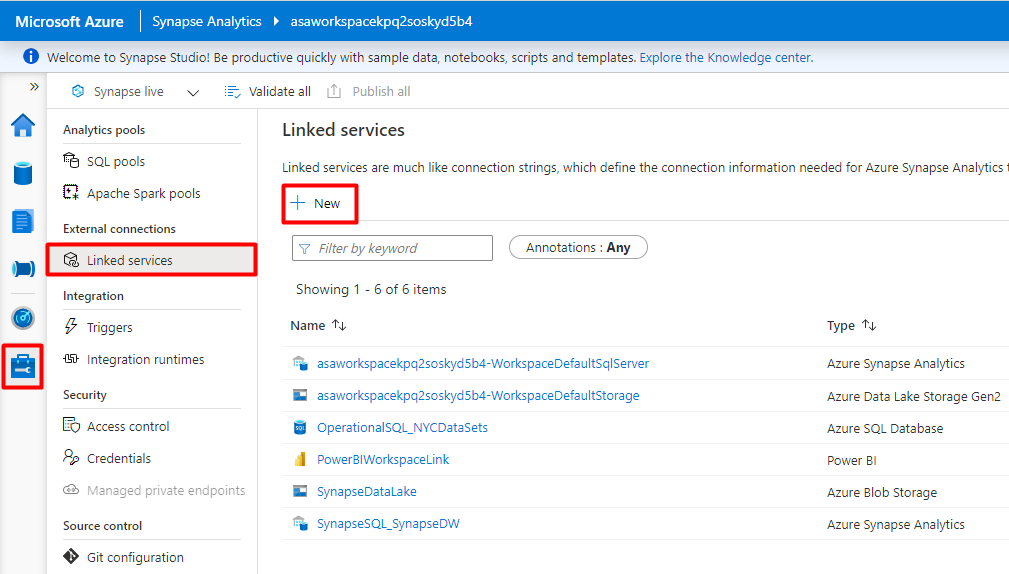 Microsoft Azure Synapse Analytics asaworkspacekpq2soskyd5b4
Welcome to Synapse Studio! Be productive quickly with sample data, notebooks, scripts and templates. Explore the Knowledge center.
Synapse live Validate all Publish all
Analytics pools
SQL pools
Apache Spark pools
External connections
Linked services
Integration
Triggers
Integration runtimes
Security
Access control
Credentials
Managed private endpoints
Source control
Git configuration
Linked services
Linked services are much like connection strings, which define the connection information needed for Azure Synapse Analytics
New
Filter by keyword Annotations : Any
Showing 1 - 6 of 6 items
Name Type
asaworkspacekpq2soskyd5b4-WorkspaceDefaultSqlServer Azure Synapse Analytics
asaworkspacekpq2soskyd5b4-WorkspaceDefaultStorage Azure Data Lake Storage Gen2
SQL OperationalSQL_NYCDataSets Azure SQL Database
PowerBIWorkspaceLink Power BI
SynapseDataLake Azure Blob Storage
SynapseSQL_SynapseDW Azure Synapse Analytics